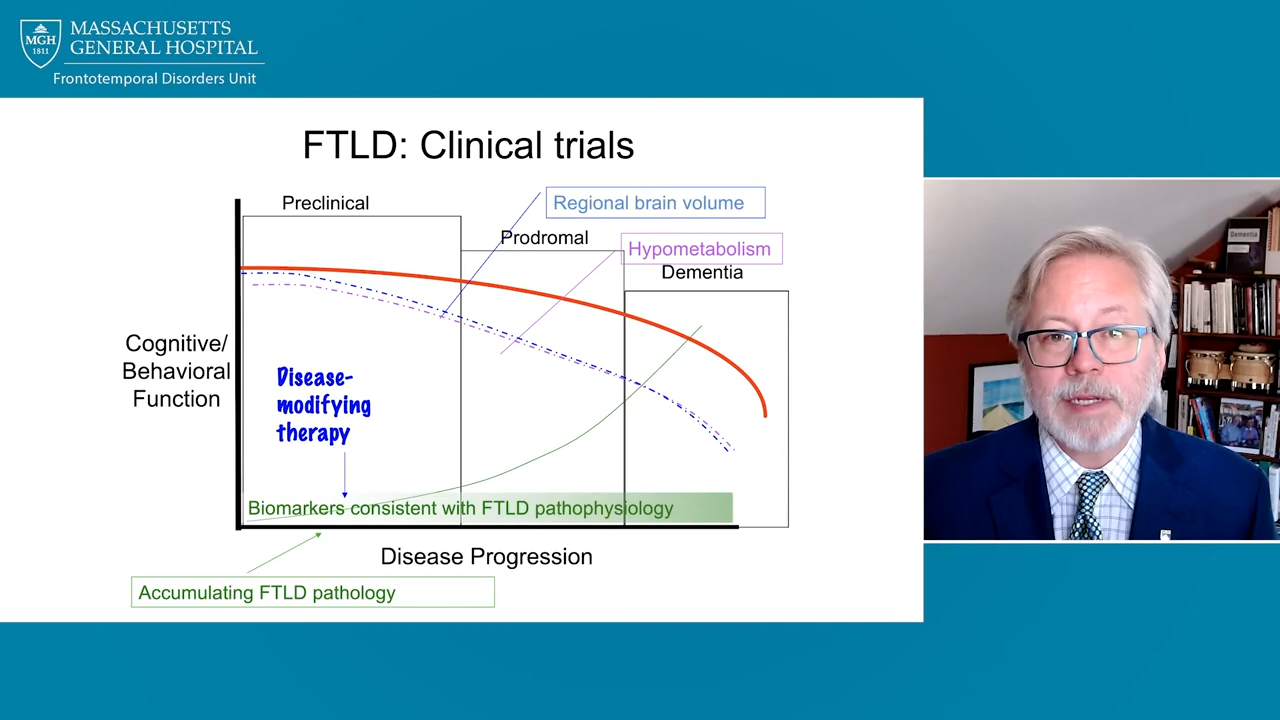 MASSACHUSETTS
GENERAL HOSPITAL
MGH
1811
Frontotemporal Disorders Unit
FTLD: Clinical trials
Preclinical
Regional brain volume
Prodromal
Hypometabolism
Dementia
Cognitive/
Behavioral
Function
Disease-
modifying
therapy
Biomarkers consistent with FTLD pathophysiology
Disease Progression
Accumulating FTLD pathology
Dementia